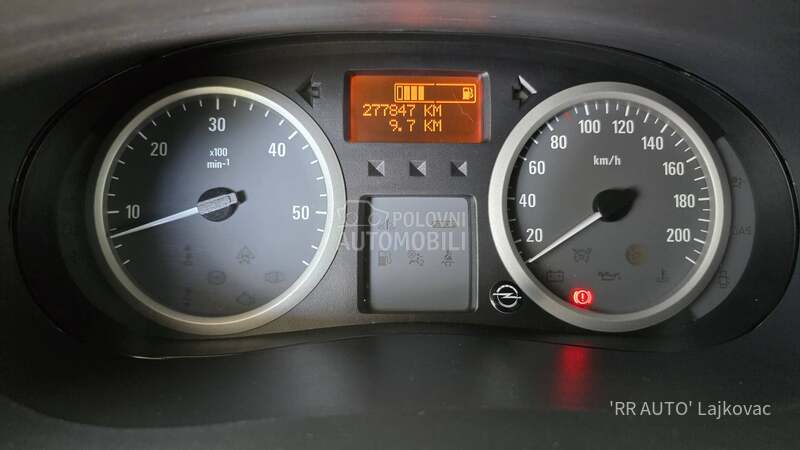 277847 KM
9.7 KM
10
20
30
40
50
x100
min-1
20
40
60
80
100
120
140
160
180
200
km/h
POLOVNI
AUTOMOBILI
'RR AUTO' Lajkovac